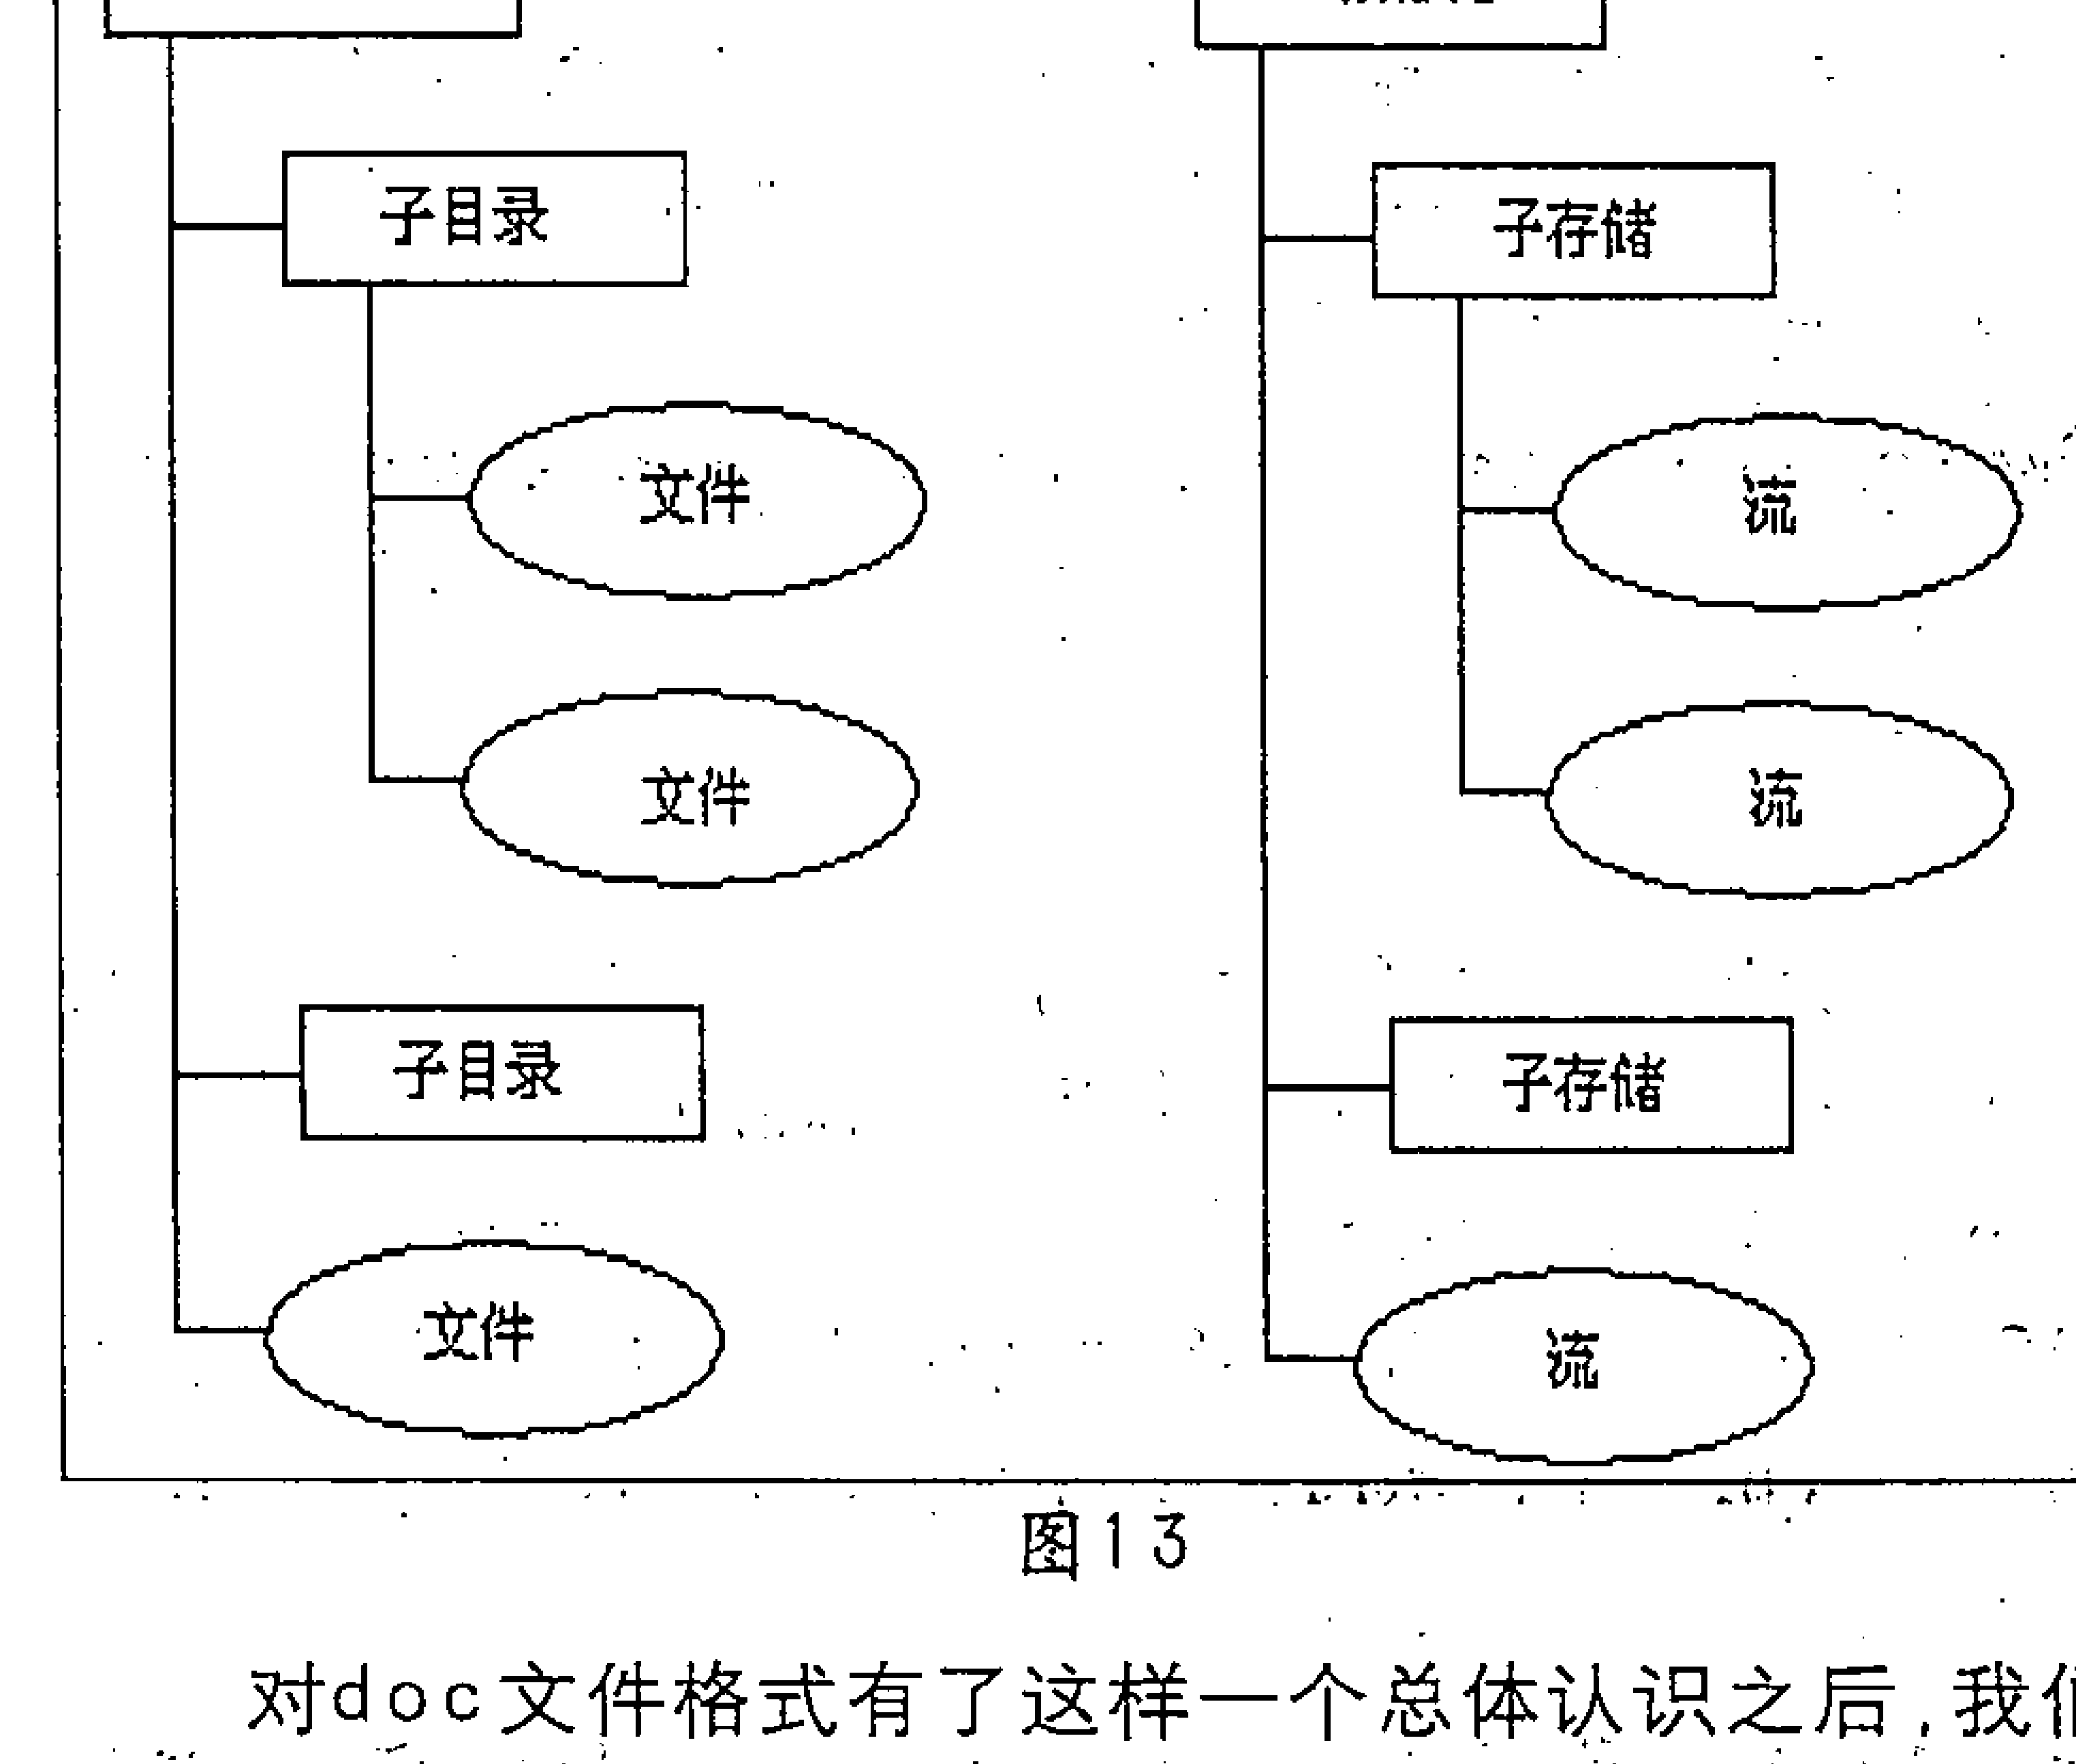 子目录
子存储
文件
流
文件
流
子目录
子存储
文件
流
图13
对doc文件格式有了这样一个总体认识之后,我